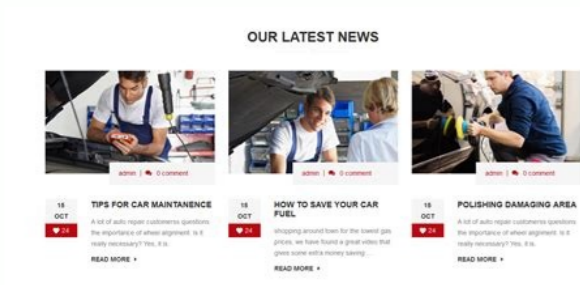 OUR LATEST NEWS
admin | 0 comment
admin | 0 comment
admin | 0 comment
18
OCT
24
TIPS FOR CAR MAINTANENCE
A lot of auto repair customeres questions
the importance of wheel alignment. Is it
really necessary? Yes, it is.
READ MORE
18
OCT
24
HOW TO SAVE YOUR CAR
FUEL
shopping around town for the lowest gas
prices, we have found a great video that
gives some extra money saving ...
READ MORE
18
OCT
24
POLISHING DAMAGING AREA
A lot of auto repair customeres questions
the importance of wheel alignment. Is it
really necessary? Yes, it is.
READ MORE